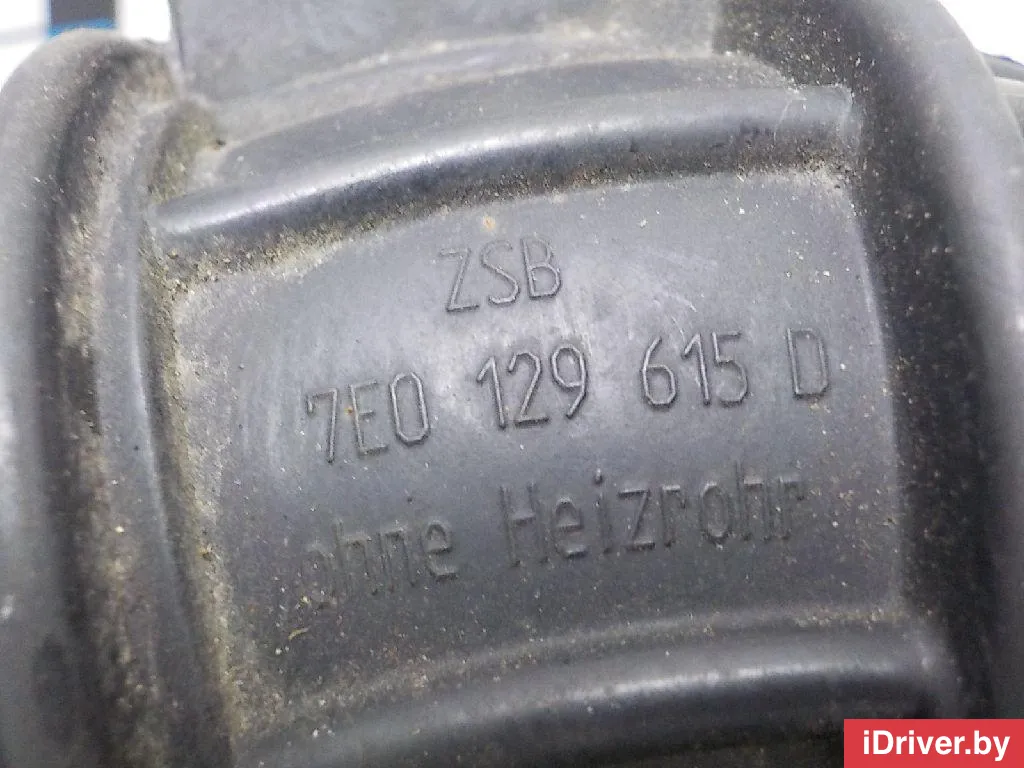 ZSB
7E0 129 615 D
ohne Heizrohr
iDriver.by